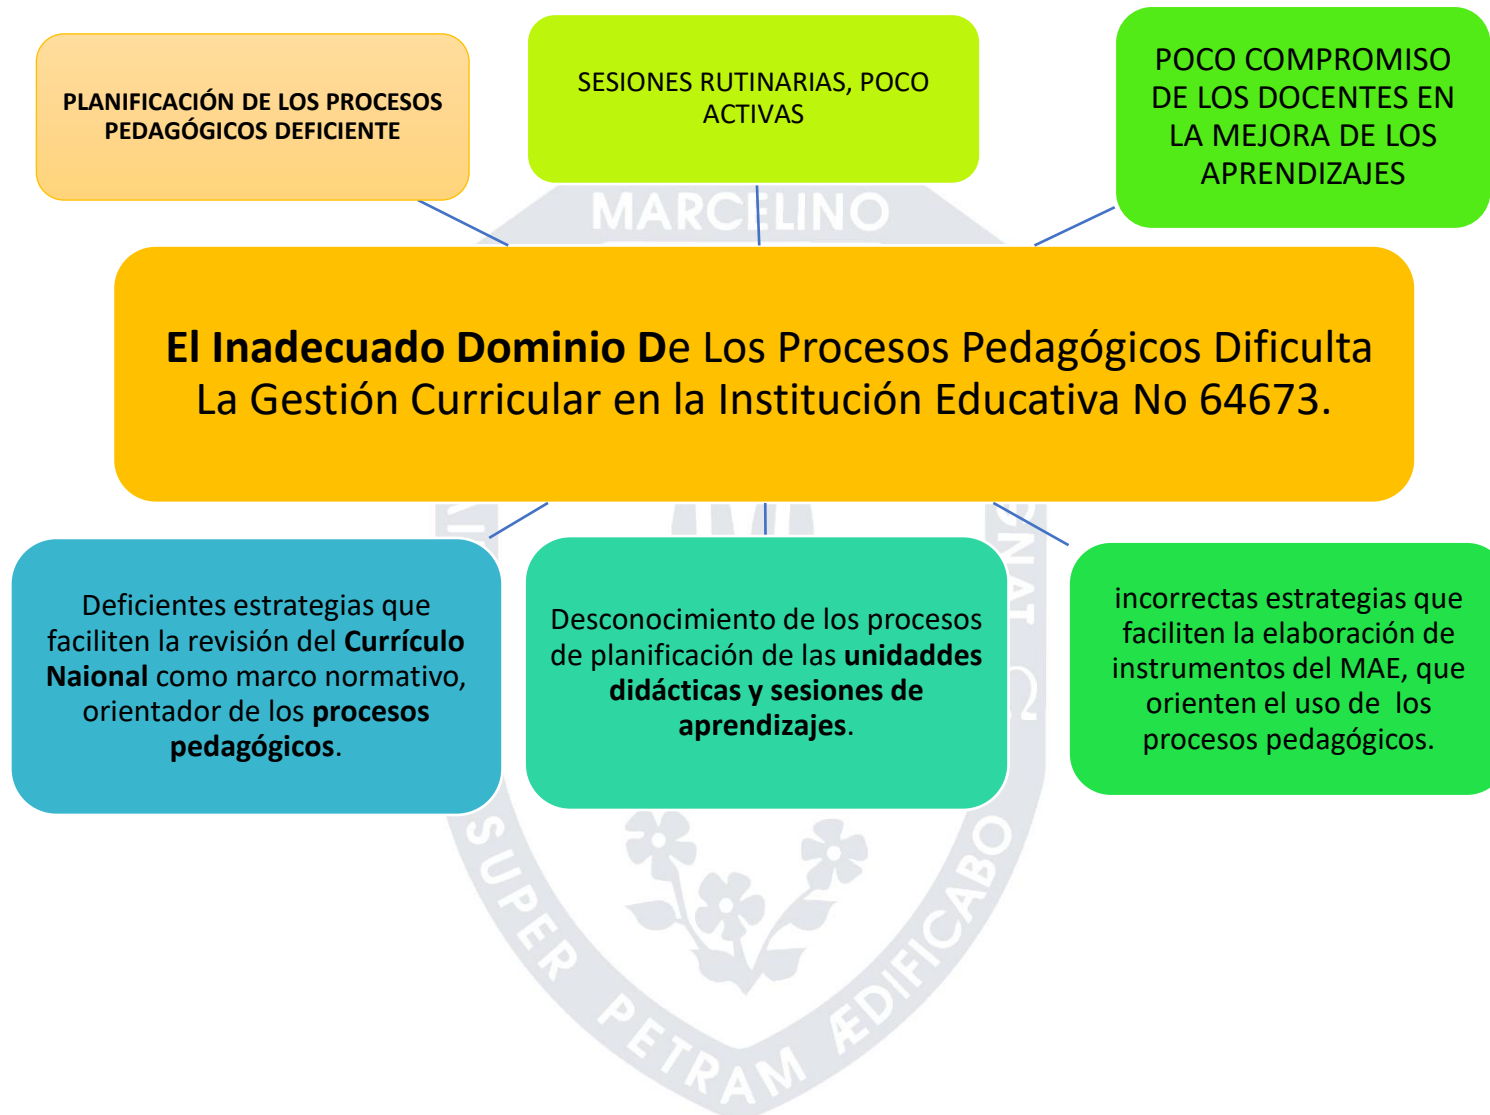 PLANIFICACIÓN DE LOS PROCESOS
PEDAGÓGICOS DEFICIENTE
SESIONES RUTINARIAS, POCO
ACTIVAS
POCO COMPROMISO
DE LOS DOCENTES EN
LA MEJORA DE LOS
APRENDIZAJES
MARCELINO
El Inadecuado Dominio De Los Procesos Pedagógicos Dificulta
La Gestión Curricular en la Institución Educativa No 64673.
Deficientes estrategias que
faciliten la revisión del Currículo
Naional como marco normativo,
orientador de los procesos
pedagógicos.
Desconocimiento de los procesos
de planificación de las unidaddes
didácticas y sesiones de
aprendizajes.
incorrectas estrategias que
faciliten la elaboración de
instrumentos del MAE, que
orienten el uso de los
procesos pedagógicos.
SUPER PETRAM ÆDIFICABO